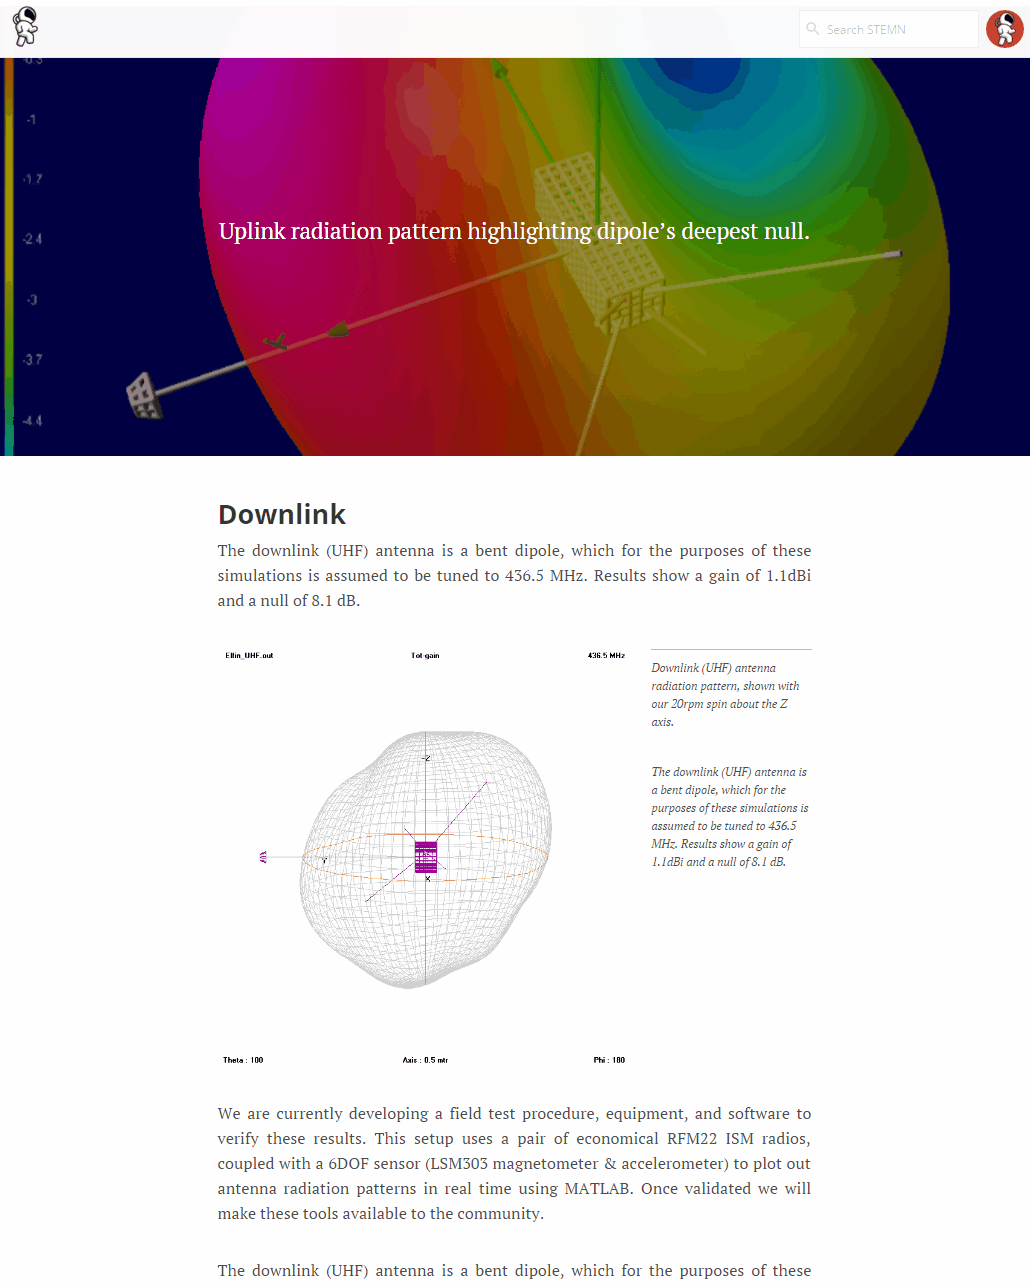 Search STEMN
-0.3
-1
-1.7
-2.4
-3
-3.7
-4.4
Uplink radiation pattern highlighting dipole’s deepest null.
Downlink
The downlink (UHF) antenna is a bent dipole, which for the purposes of these
simulations is assumed to be tuned to 436.5 MHz. Results show a gain of 1.1dBi
and a null of 8.1 dB.
Elfin_UHF.out
Tot-gain
436.5 MHz
-Z
Y
X
Theta : 100
Axis : 0.5 mtr
Phi : 180
Downlink (UHF) antenna
radiation pattern, shown with
our 20rpm spin about the Z
axis.
The downlink (UHF) antenna is
a bent dipole, which for the
purposes of these simulations is
assumed to be tuned to 436.5
MHz. Results show a gain of
1.1dBi and a null of 8.1 dB.
We are currently developing a field test procedure, equipment, and software to
verify these results. This setup uses a pair of economical RFM22 ISM radios,
coupled with a 6DOF sensor (LSM303 magnetometer & accelerometer) to plot out
antenna radiation patterns in real time using MATLAB. Once validated we will
make these tools available to the community.
The downlink (UHF) antenna is a bent dipole, which for the purposes of these